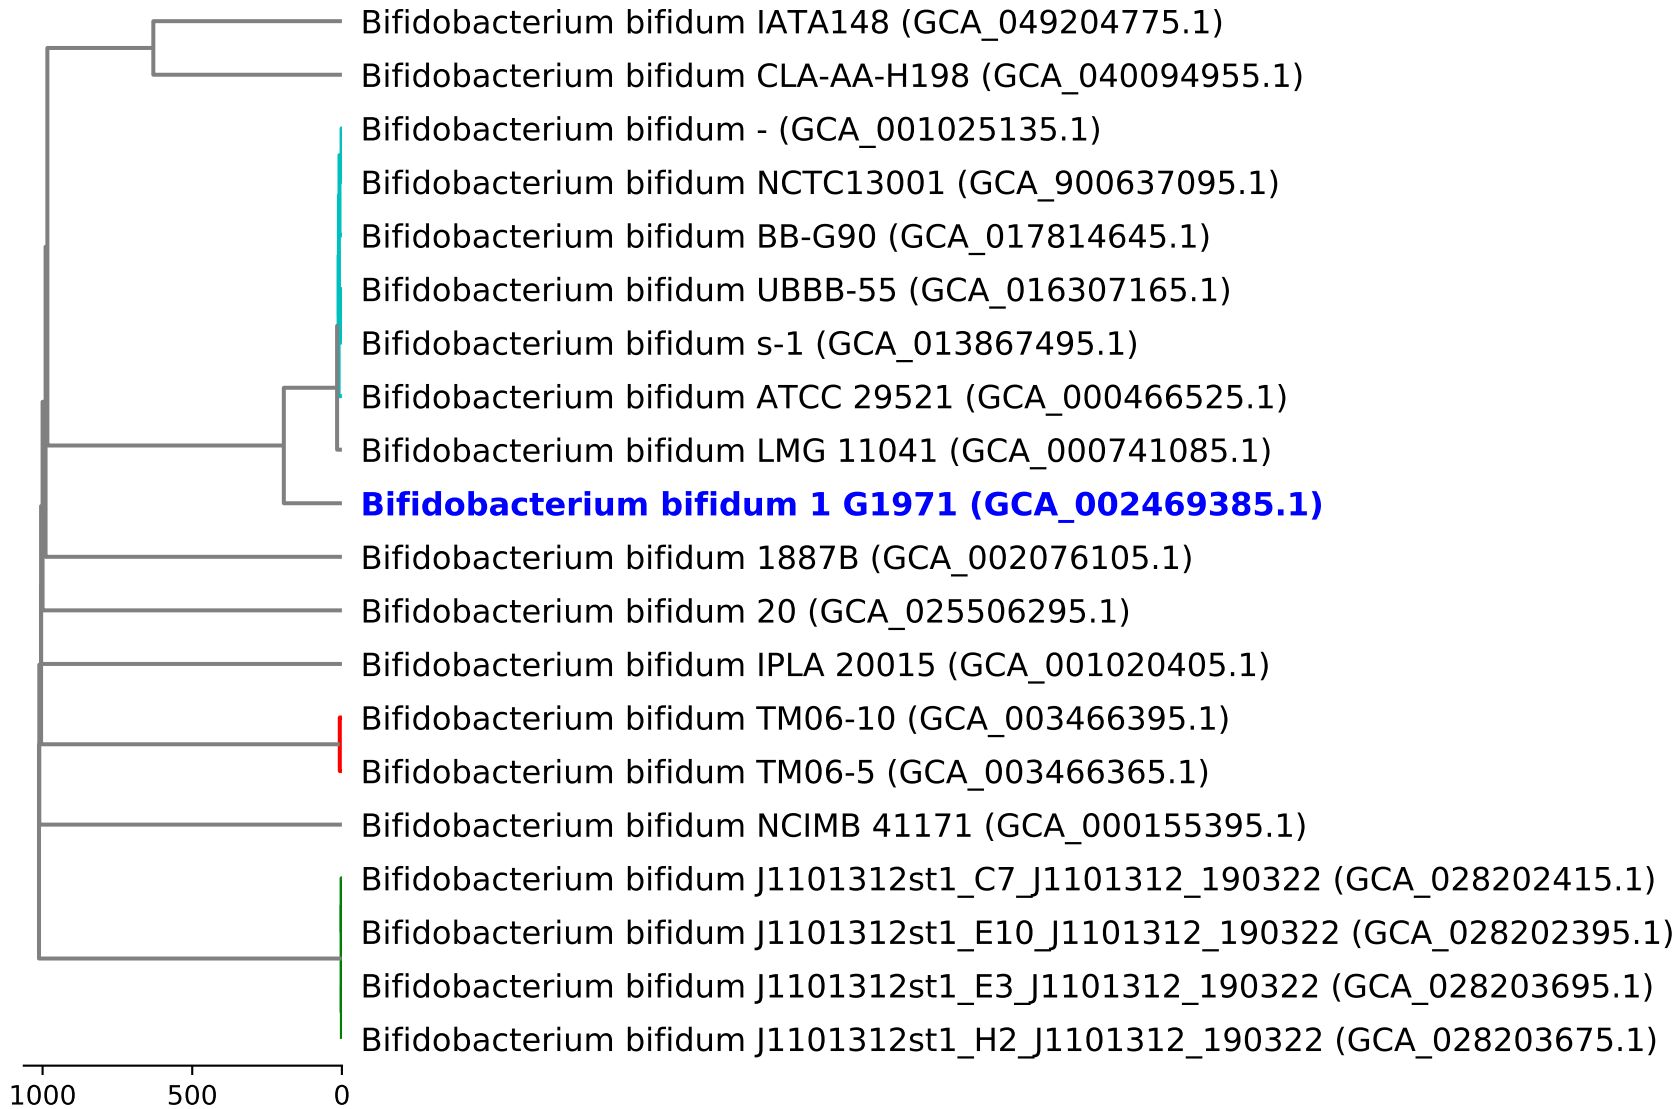 Bifidobacterium bifidum IATA148 (GCA_049204775.1)
Bifidobacterium bifidum CLA-AA-H198 (GCA_040094955.1)
Bifidobacterium bifidum - (GCA_001025135.1)
Bifidobacterium bifidum NCTC13001 (GCA_900637095.1)
Bifidobacterium bifidum BB-G90 (GCA_017814645.1)
Bifidobacterium bifidum UBBB-55 (GCA_016307165.1)
Bifidobacterium bifidum s-1 (GCA_013867495.1)
Bifidobacterium bifidum ATCC 29521 (GCA_000466525.1)
Bifidobacterium bifidum LMG 11041 (GCA_000741085.1)
Bifidobacterium bifidum 1 G1971 (GCA_002469385.1)
Bifidobacterium bifidum 1887B (GCA_002076105.1)
Bifidobacterium bifidum 20 (GCA_025506295.1)
Bifidobacterium bifidum IPLA 20015 (GCA_001020405.1)
Bifidobacterium bifidum TM06-10 (GCA_003466395.1)
Bifidobacterium bifidum TM06-5 (GCA_003466365.1)
Bifidobacterium bifidum NCIMB 41171 (GCA_000155395.1)
Bifidobacterium bifidum J1101312st1_C7_J1101312_190322 (GCA_028202415.1)
Bifidobacterium bifidum J1101312st1_E10_J1101312_190322 (GCA_028202395.1)
Bifidobacterium bifidum J1101312st1_E3_J1101312_190322 (GCA_028203695.1)
Bifidobacterium bifidum J1101312st1_H2_J1101312_190322 (GCA_028203675.1)
1000 500 0